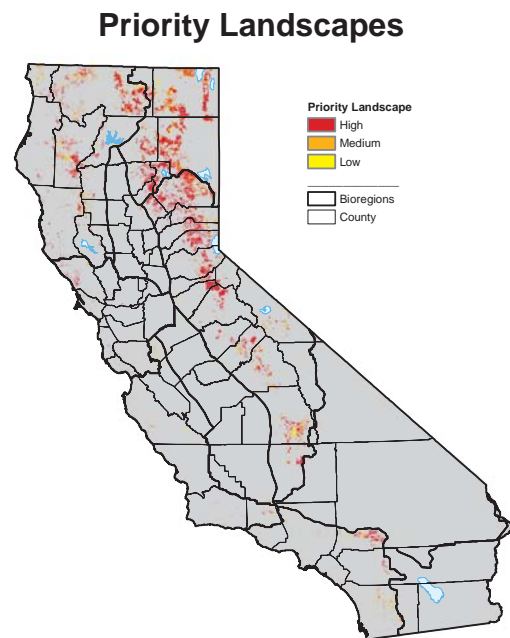 Priority Landscapes
Priority Landscape
High
Medium
Low
Bioregions
County